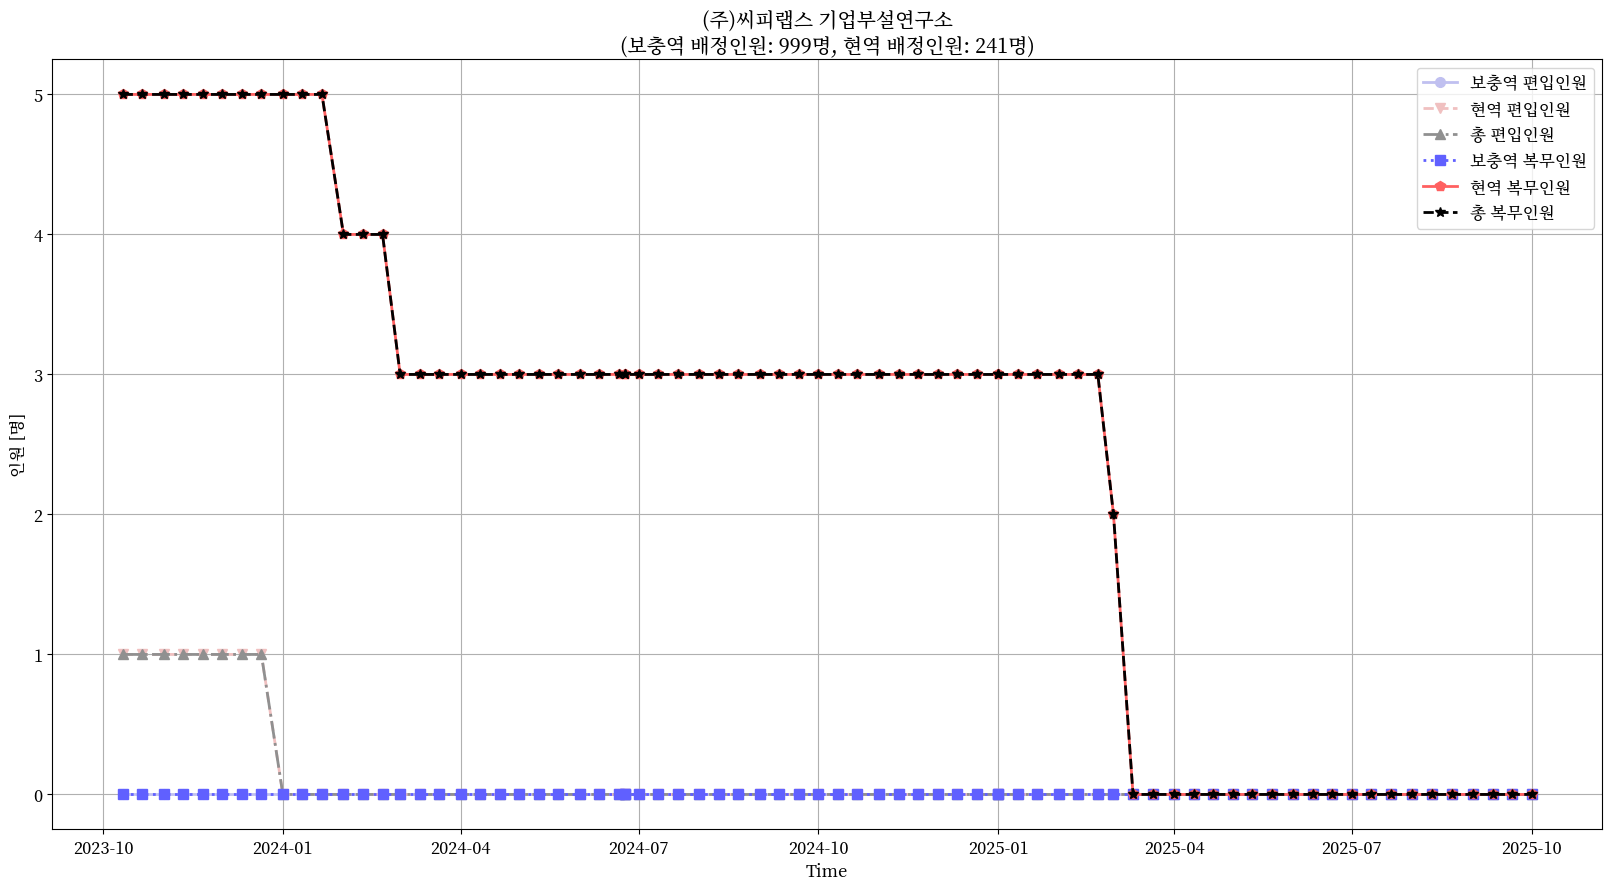 (주)씨피랩스 기업부설연구소
(보충역 배정인원: 999명, 현역 배정인원: 241명)
보충역 편입인원
현역 편입인원
총 편입인원
보충역 복무인원
현역 복무인원
총 복무인원
인원 [명]
5
4
3
2
1
0
2023-10
2024-01
2024-04
2024-07
2024-10
2025-01
2025-04
2025-07
2025-10
Time